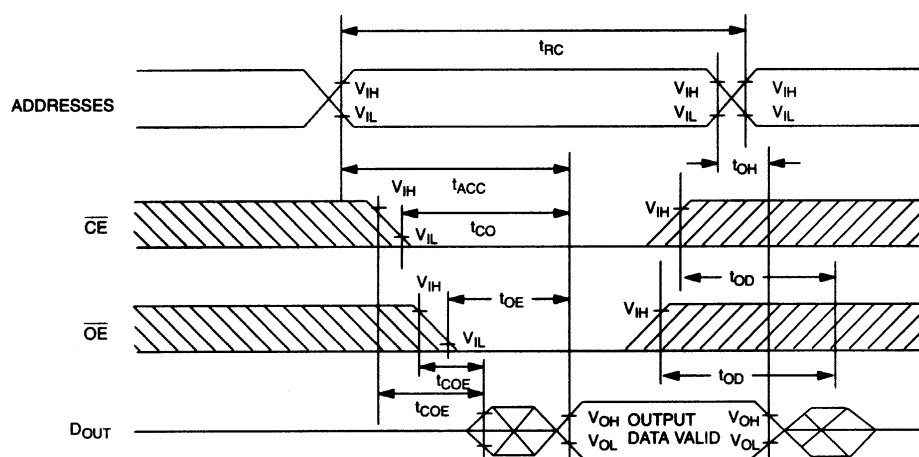 tRC
VIH VIH VIH
ADDRESSES
VIL VIL VIL
tOH
tACC
VIH
CE VIH
tCO
VIL
VIH tOD
tOE
OE VIH
VIL
tCOE tOD
tCOE
DOUT VOH OUTPUT VOH
VOL DATA VALID VOL